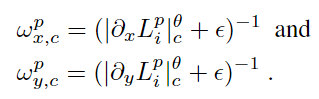 ω^p_{x,c} = (|∂_x L^p_i|^θ_c + ϵ)^{-1} and
ω^p_{y,c} = (|∂_y L^p_i|^θ_c + ϵ)^{-1} .